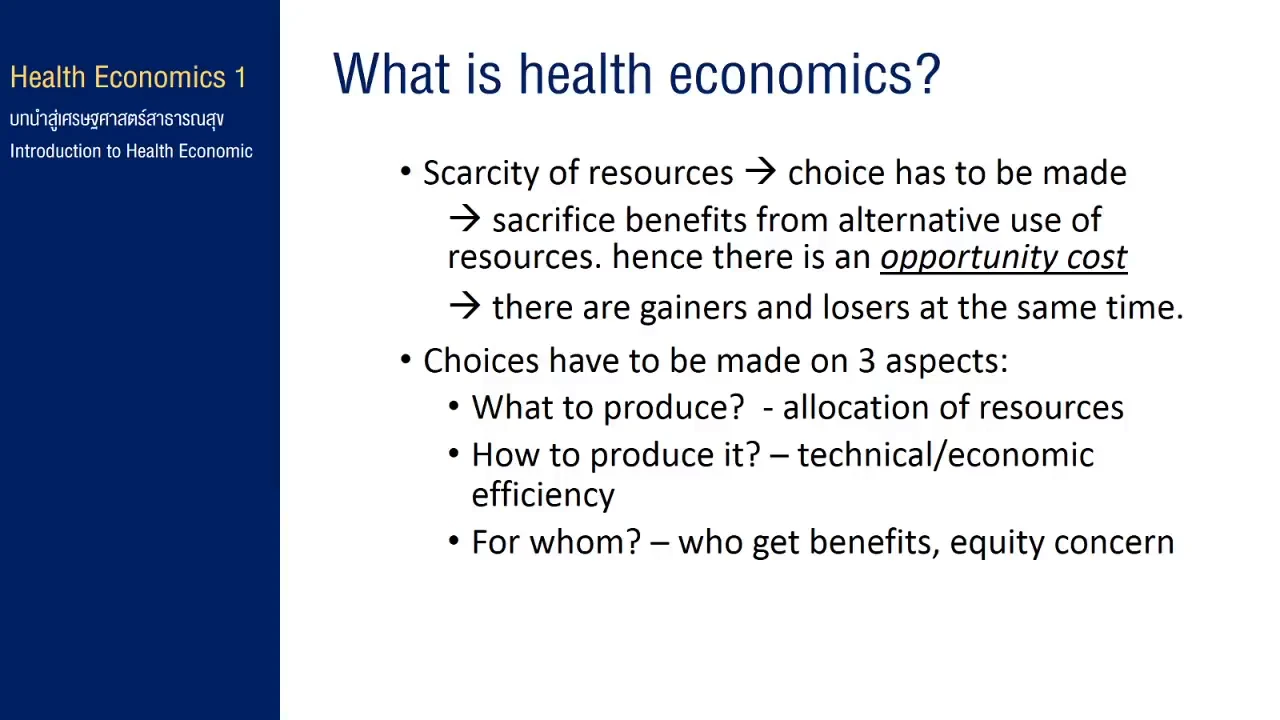 Health Economics 1
บทนำสู่เศรษฐศาสตร์สาธารณสุข
Introduction to Health Economic
What is health economics?
• Scarcity of resources → choice has to be made
→ sacrifice benefits from alternative use of
resources. hence there is an opportunity cost
→ there are gainers and losers at the same time.
• Choices have to be made on 3 aspects:
• What to produce?  - allocation of resources
• How to produce it? – technical/economic
efficiency
• For whom? – who get benefits, equity concern